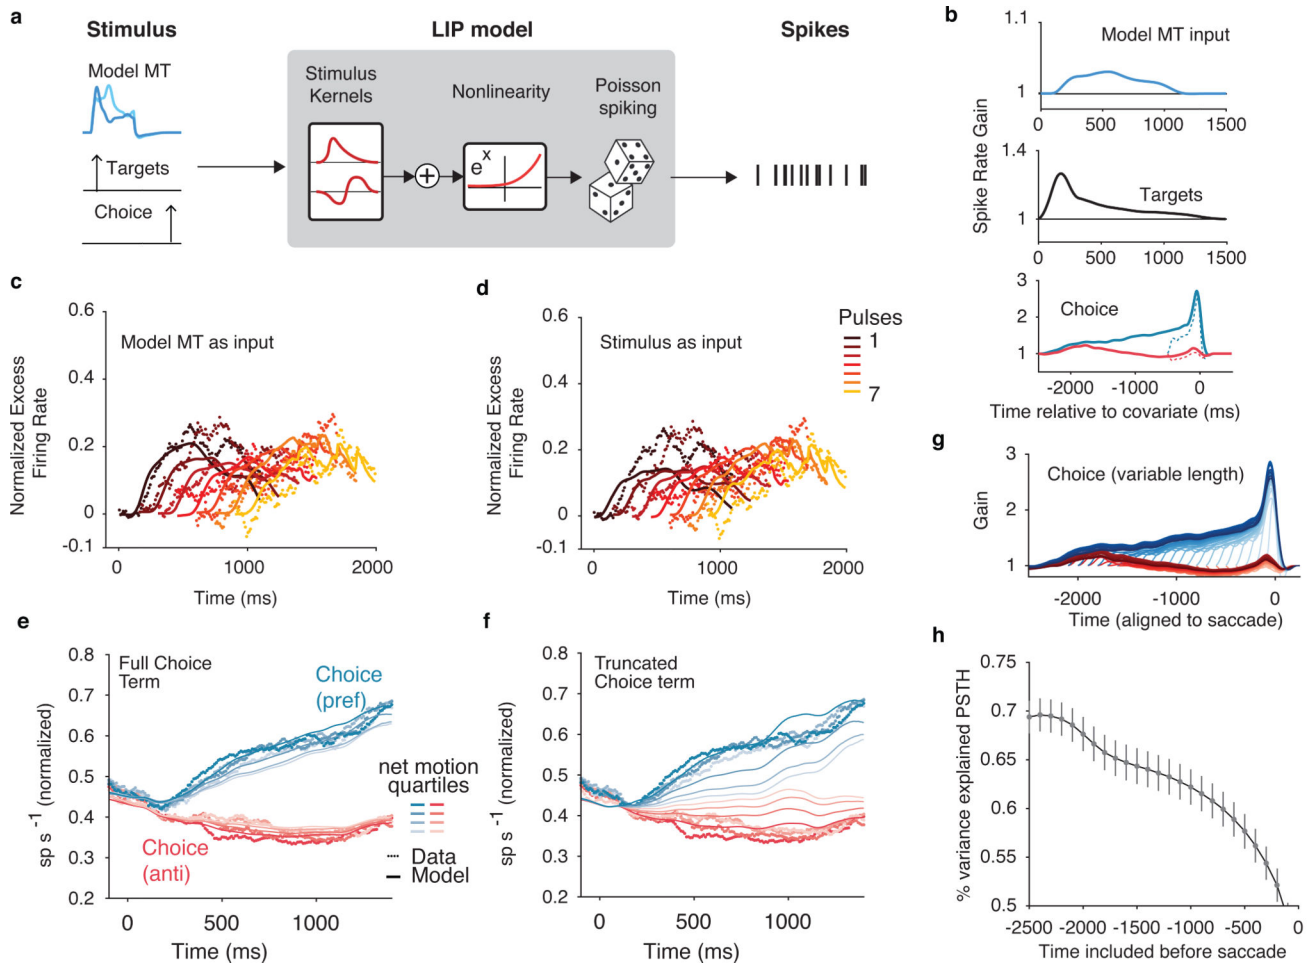 a
Stimulus
LIP model
Spikes
Model MT
Targets
Choice
Stimulus
Kernels
Nonlinearity
e^x
Poisson
spiking
b
1.1
Model MT input
1
0 500 1000 1500
1.4
Targets
1
0 500 1000 1500
3
Choice
2
1
-2000 -1000 0
Time relative to covariate (ms)
Spike Rate Gain
c
0.6
Model MT as input
0.4
0.2
0
-0.1
0 1000 2000
Time (ms)
Normalized Excess
Firing Rate
d
0.6
Stimulus as input
0.4
0.2
0
-0.1
0 1000 2000
Time (ms)
Normalized Excess
Firing Rate
Pulses
1
7
g
3
Choice (variable length)
Gain
2
1
-2000 -1000 0
Time (aligned to saccade)
e
0.8
Full Choice
Term
Choice
(pref)
0.7
0.6
0.5
0.4
0.3
0.2
net motion
quartiles
Choice
(anti)
Data
Model
0 500 1000
Time (ms)
sp s -1 (normalized)
f
0.8
Truncated
Choice term
0.7
0.6
0.5
0.4
0.3
0.2
0 500 1000
Time (ms)
sp s -1 (normalized)
h
0.75
0.7
0.65
0.6
0.55
0.5
-2500 -2000 -1500 -1000 -500 0
Time included before saccade
% variance explained PSTH